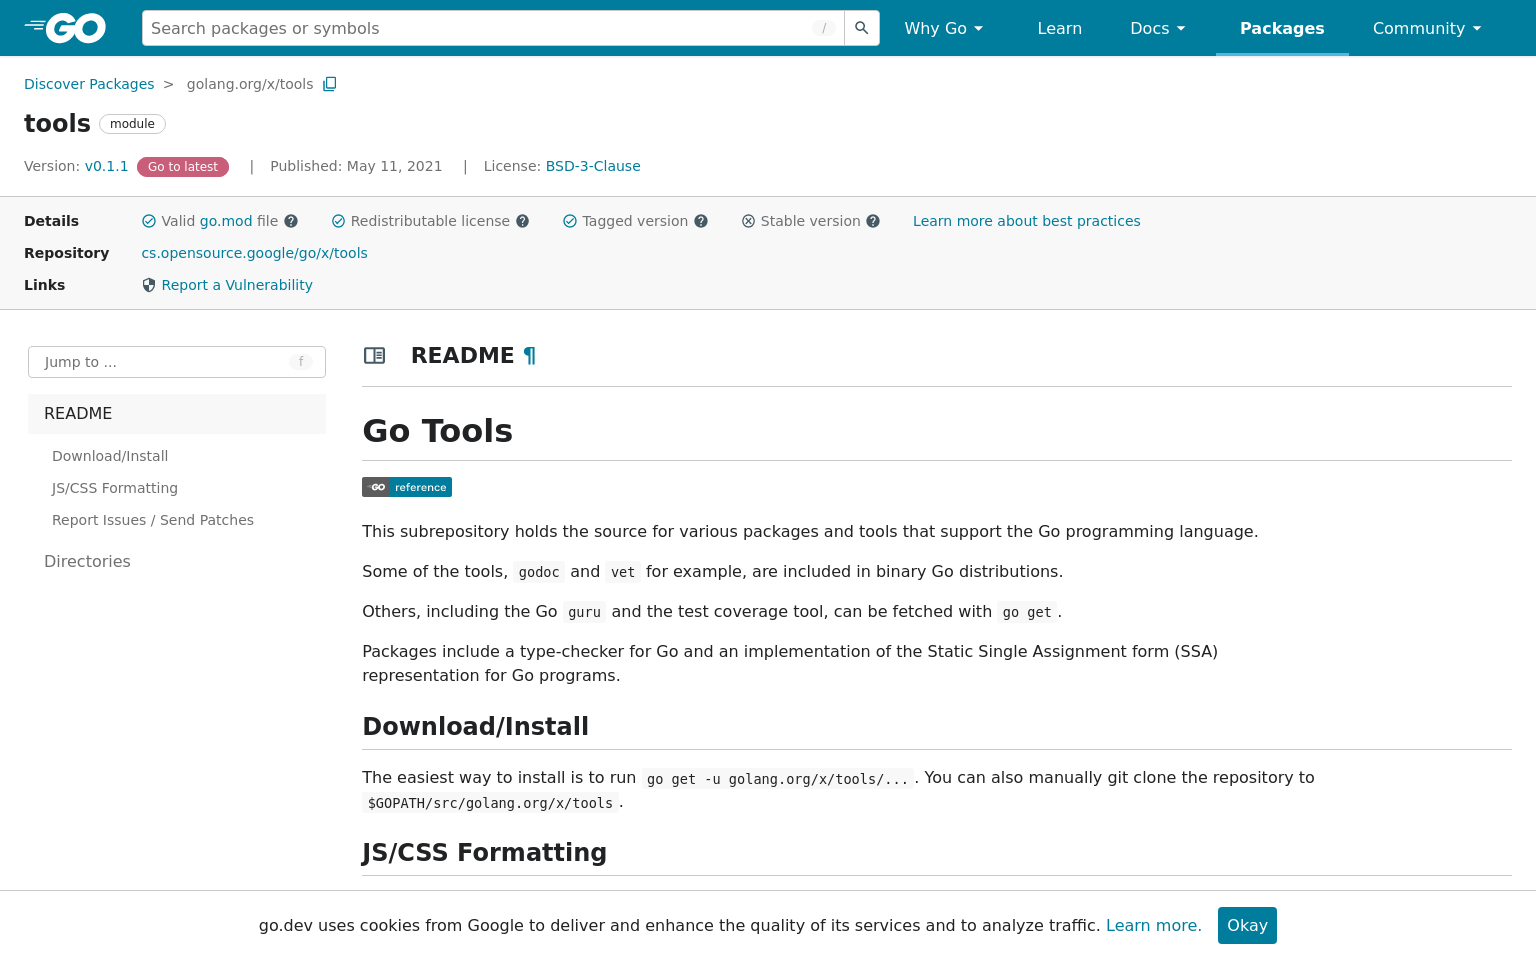 GO
Search packages or symbols /
Why Go
Learn
Docs
Packages
Community
Discover Packages > golang.org/x/tools
tools module
Version: v0.1.1 Go to latest | Published: May 11, 2021 | License: BSD-3-Clause
Details Valid go.mod file Redistributable license Tagged version Stable version Learn more about best practices
Repository cs.opensource.google/go/x/tools
Links Report a Vulnerability
Jump to ... f
README
Download/Install
JS/CSS Formatting
Report Issues / Send Patches
Directories
README ¶
Go Tools
GO reference
This subrepository holds the source for various packages and tools that support the Go programming language.
Some of the tools, godoc and vet for example, are included in binary Go distributions.
Others, including the Go guru and the test coverage tool, can be fetched with go get.
Packages include a type-checker for Go and an implementation of the Static Single Assignment form (SSA)
representation for Go programs.
Download/Install
The easiest way to install is to run go get -u golang.org/x/tools/.... You can also manually git clone the repository to
$GOPATH/src/golang.org/x/tools.
JS/CSS Formatting
go.dev uses cookies from Google to deliver and enhance the quality of its services and to analyze traffic. Learn more. Okay